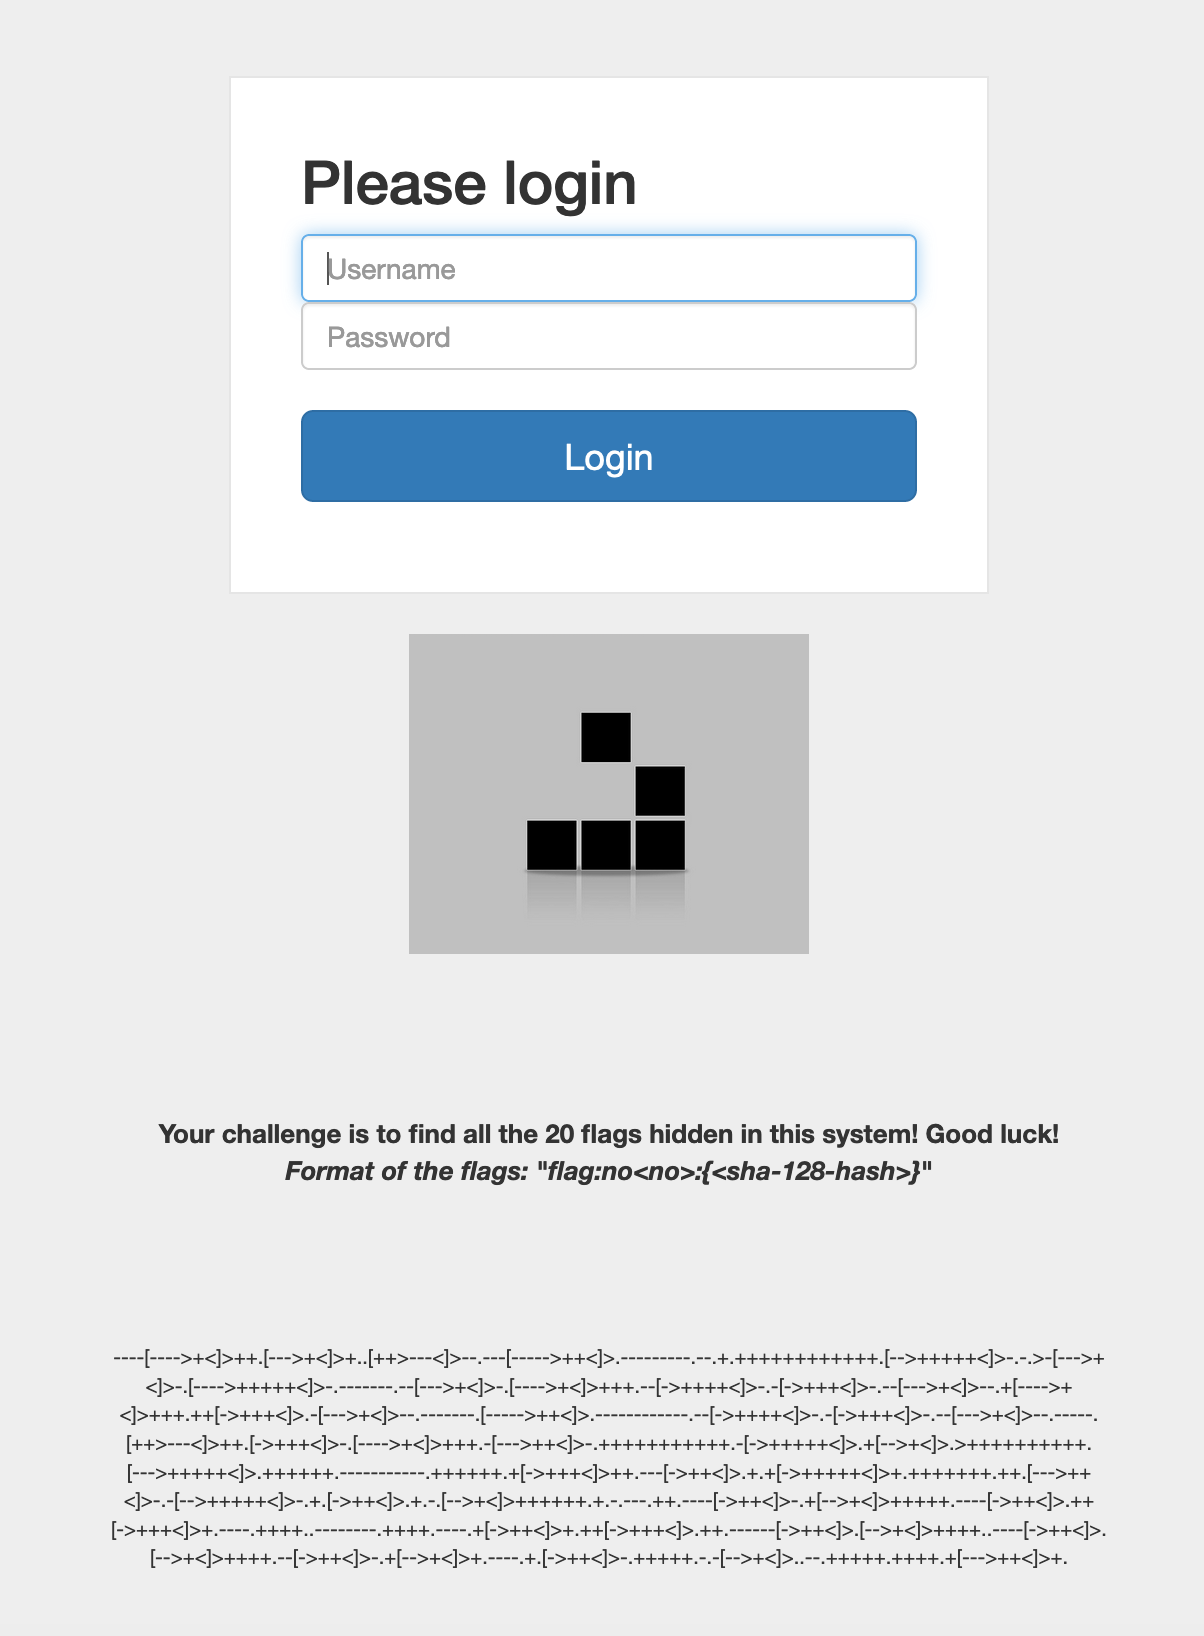 Please login
Username
Password
Login
Your challenge is to find all the 20 flags hidden in this system! Good luck!
Format of the flags: "flag:no<no>:{<sha-128-hash>}"
----[---->+<]>++.[--->+<]>+..[++>---<]>--.---[----->++<]>.---------.--.+.++++++++++++.[-->+++++<]>-.-.>-[--->+
<]>-.[---->+++++<]>-.-------.--[--->+<]>-.[---->+<]>+++.--[->++++<]>-.-[->+++<]>-.--[--->+<]>--.+[---->+
<]>+++.++[->+++<]>.-[--->+<]>--.-------.[----->++<]>.------------.--[->++++<]>-.-[->+++<]>-.--[--->+<]>--.-----.
[++>---<]>++.[->+++<]>-.[---->+<]>+++.-[--->++<]>-.+++++++++++.-[->+++++<]>.+[-->+<]>.>++++++++++.
[--->+++++<]>.++++++.-----------.++++++.+[->+++<]>++.---[->++<]>.+.+[->+++++<]>+.+++++++.++.[--->++
<]>-.-[-->+++++<]>-.+.[->++<]>.+.-.[-->+<]>++++++.+.-.---.++.----[->++<]>-.+[-->+<]>+++++.----[->++<]>.++
[->+++<]>+.----.++++..--------.++++.----.+[->++<]>+.++[->+++<]>.++.------[->++<]>.[-->+<]>++++..----[->++<]>.
[-->+<]>++++.--[->++<]>-.+[-->+<]>+.----.+.[->++<]>-.+++++.-.-[-->+<]>..--.+++++.++++.+[--->++<]>+.